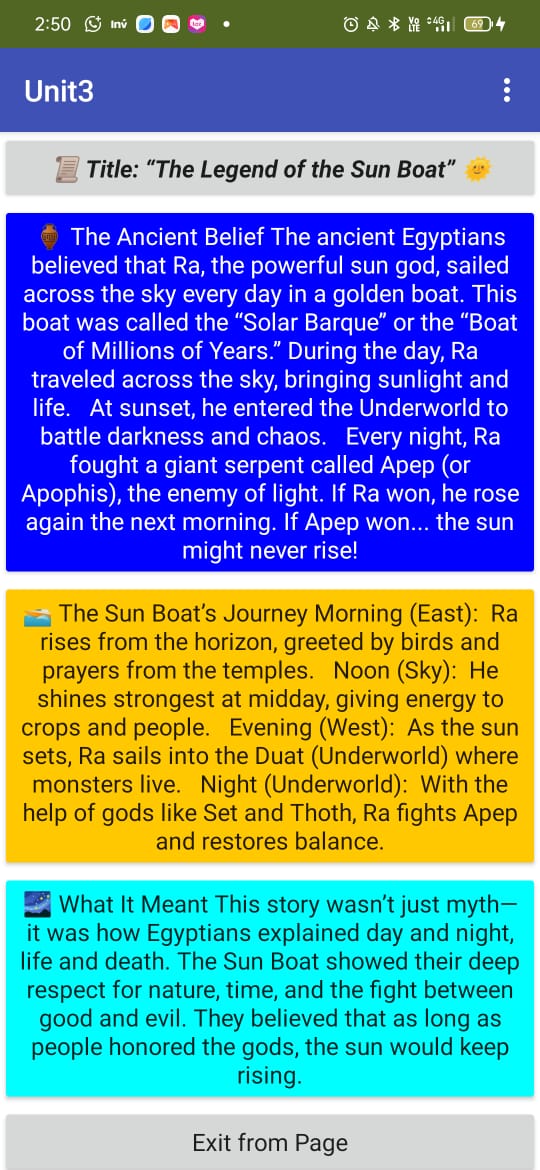 2:50 Inv 4G 69
Unit3
📜 Title: “The Legend of the Sun Boat” 🌞
🏺 The Ancient Belief The ancient Egyptians
believed that Ra, the powerful sun god, sailed
across the sky every day in a golden boat. This
boat was called the “Solar Barque” or the “Boat
of Millions of Years.” During the day, Ra
traveled across the sky, bringing sunlight and
life.   At sunset, he entered the Underworld to
battle darkness and chaos.   Every night, Ra
fought a giant serpent called Apep (or
Apophis), the enemy of light. If Ra won, he rose
again the next morning. If Apep won... the sun
might never rise!
🚤 The Sun Boat’s Journey Morning (East):  Ra
rises from the horizon, greeted by birds and
prayers from the temples.   Noon (Sky):  He
shines strongest at midday, giving energy to
crops and people.   Evening (West):  As the sun
sets, Ra sails into the Duat (Underworld) where
monsters live.   Night (Underworld):  With the
help of gods like Set and Thoth, Ra fights Apep
and restores balance.
🌌 What It Meant This story wasn’t just myth—
it was how Egyptians explained day and night,
life and death. The Sun Boat showed their deep
respect for nature, time, and the fight between
good and evil. They believed that as long as
people honored the gods, the sun would keep
rising.
Exit from Page